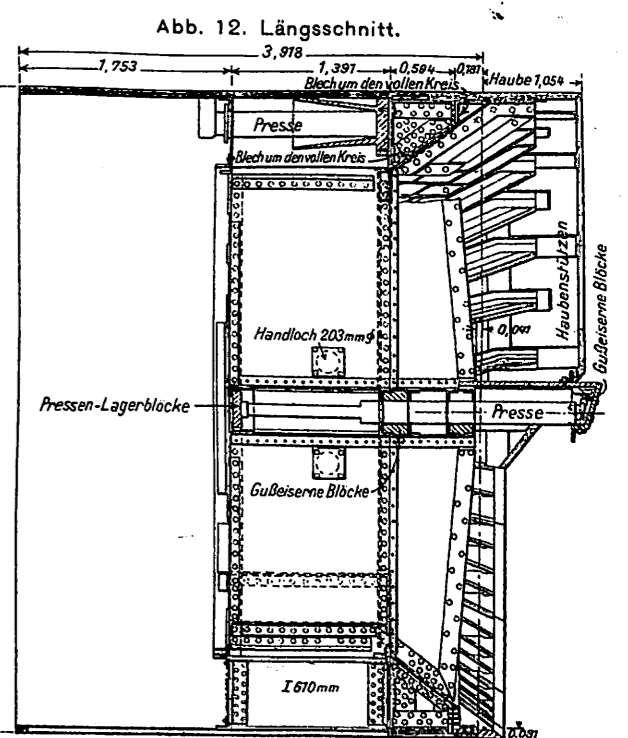 Abb. 12. Längsschnitt.
3,918
1,753
1,391
0,594
0,181
Haube 1,054
Blech um den vollen Kreis
Presse
Blech um den vollen Kreis
Haubenstützen
Gußeiserne Blöcke
0,041
Handloch 203mmϕ
Pressen-Lagerblöcke
Presse
Gußeiserne Blöcke
I 610mm
0,091